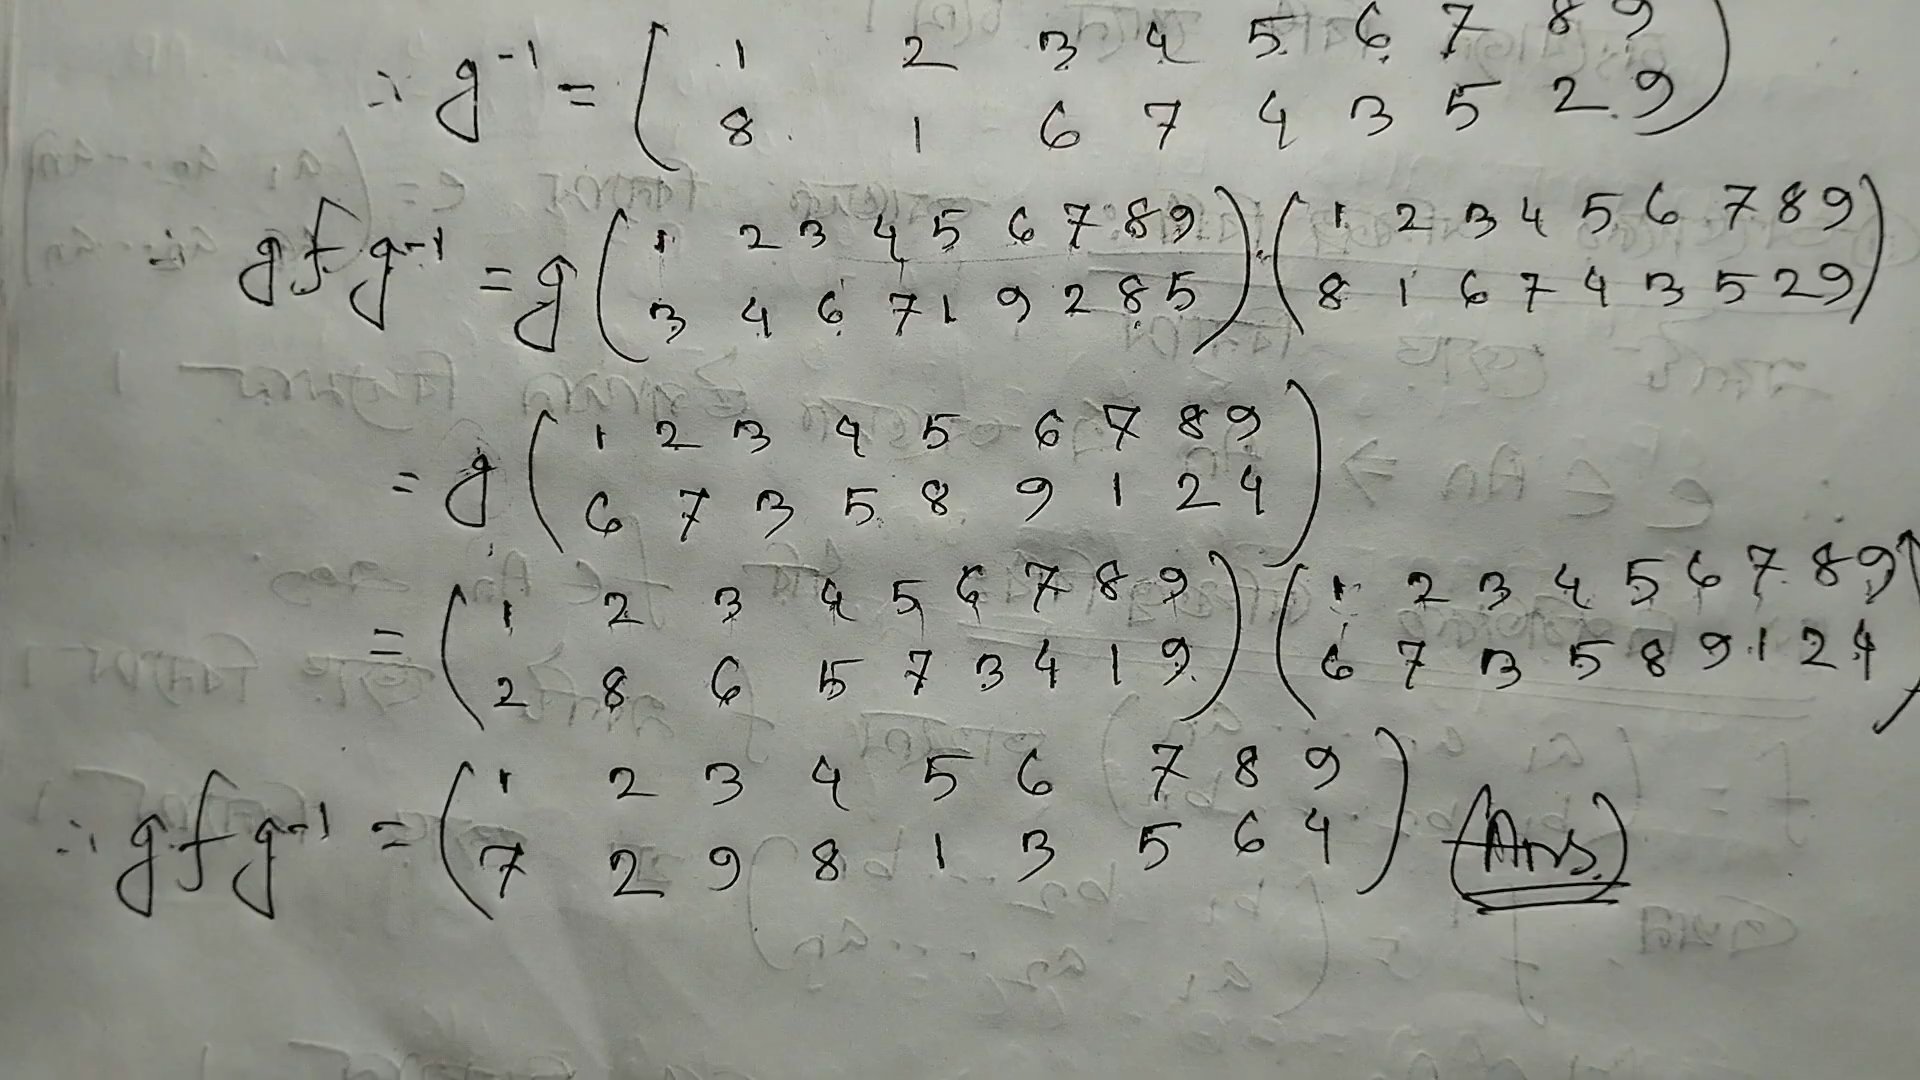 ∴ g⁻¹ = ( 1 2 3 4 5 6 7 8 9
8 1 6 7 4 3 5 2 9 )
∴ g f g⁻¹ = g ( 1 2 3 4 5 6 7 8 9 ) · ( 1 2 3 4 5 6 7 8 9 )
3 4 6 7 1 9 2 8 5 8 1 6 7 4 3 5 2 9
= g ( 1 2 3 4 5 6 7 8 9
6 7 3 5 8 9 1 2 4 )
= ( 1 2 3 4 5 6 7 8 9 ) ( 1 2 3 4 5 6 7 8 9 )
2 8 6 5 7 3 4 1 9 6 7 3 5 8 9 1 2 4
∴ g f g⁻¹ = ( 1 2 3 4 5 6 7 8 9
7 2 9 8 1 3 5 6 4 ) (Ans.)